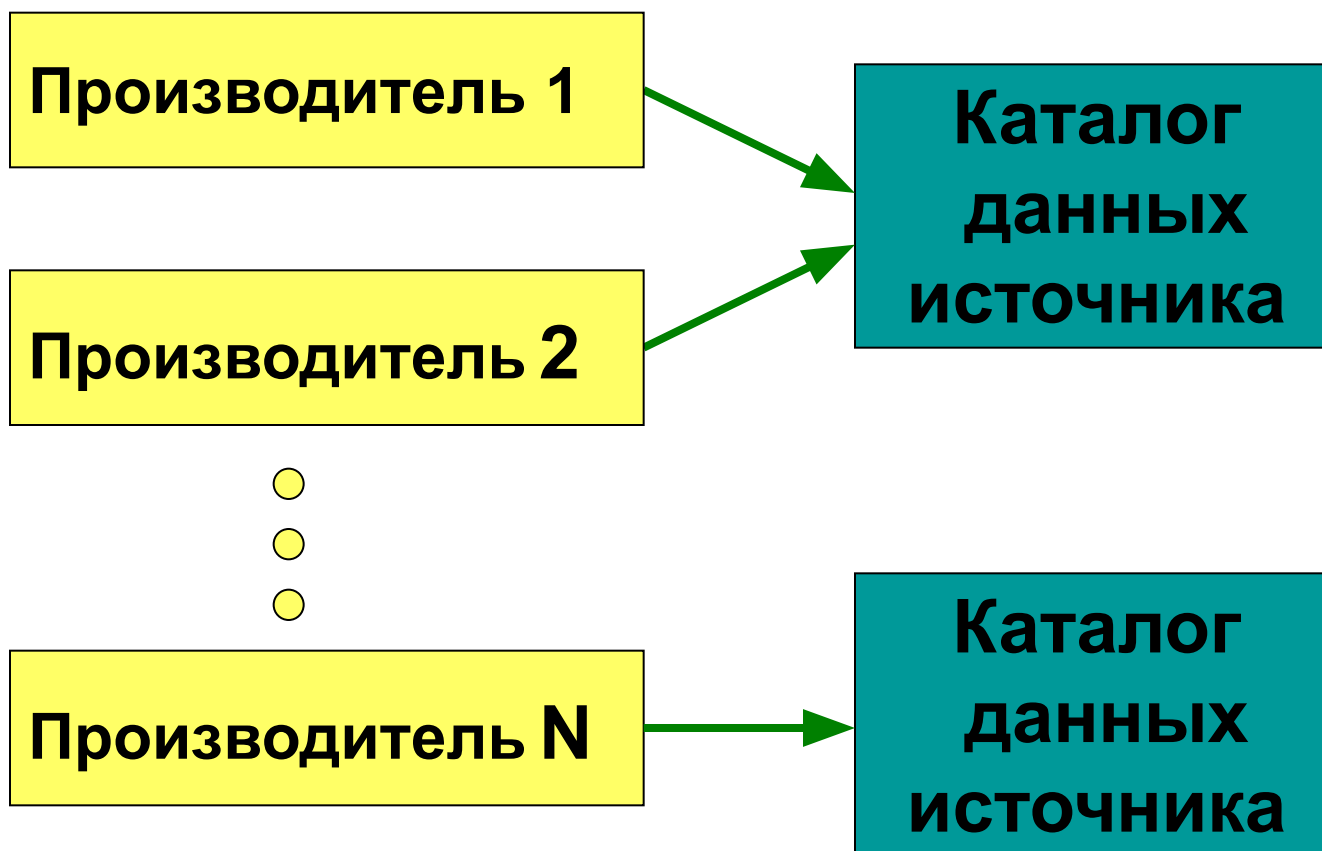 Производитель 1
Каталог
данных
источника
Производитель 2
Производитель N
Каталог
данных
источника